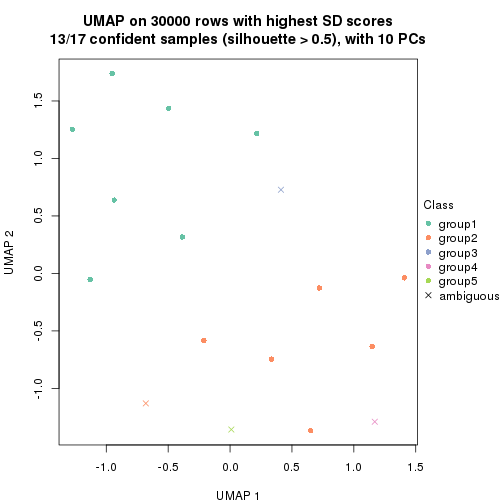 UMAP on 30000 rows with highest SD scores
13/17 confident samples (silhouette > 0.5), with 10 PCs
1.5
1.0
0.5
0.0
-0.5
-1.0
UMAP 2
-1.0
-0.5
0.0
0.5
1.0
1.5
UMAP 1
Class
group1
group2
group3
group4
group5
ambiguous